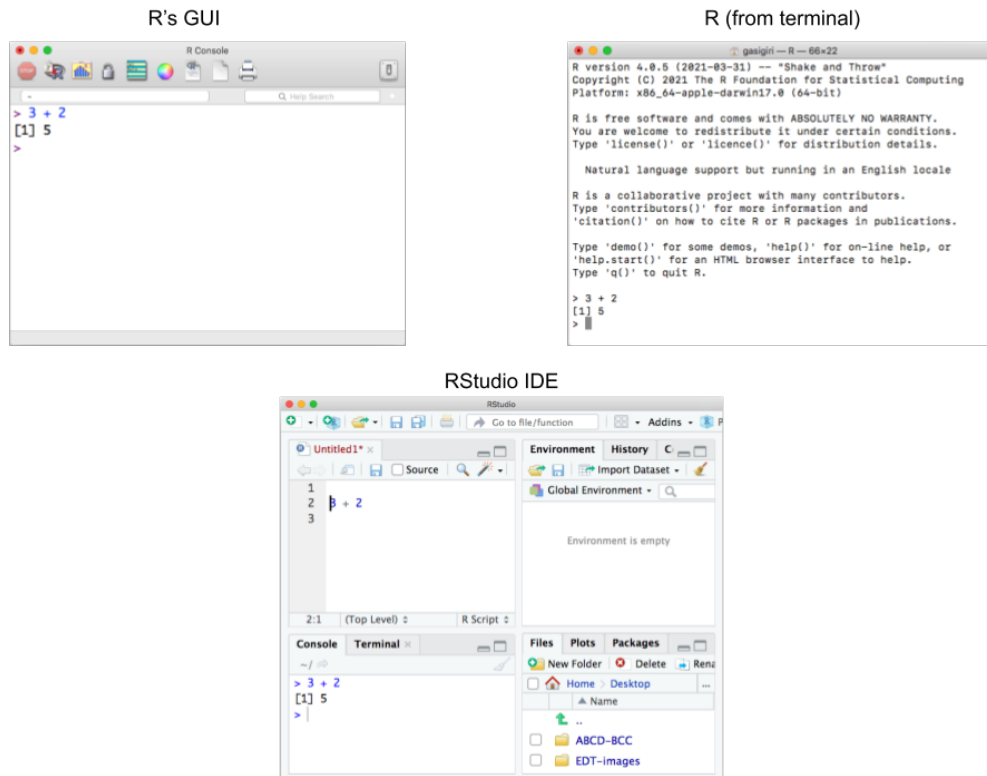 R's GUI
R (from terminal)
R Console
Help Search
> 3 + 2
[1] 5
>
gasigiri — R — 66×22
R version 4.0.5 (2021-03-31) -- "Shake and Throw"
Copyright (C) 2021 The R Foundation for Statistical Computing
Platform: x86_64-apple-darwin17.0 (64-bit)
R is free software and comes with ABSOLUTELY NO WARRANTY.
You are welcome to redistribute it under certain conditions.
Type 'license()' or 'licence()' for distribution details.
Natural language support but running in an English locale
R is a collaborative project with many contributors.
Type 'contributors()' for more information and
'citation()' on how to cite R or R packages in publications.
Type 'demo()' for some demos, 'help()' for on-line help, or
'help.start()' for an HTML browser interface to help.
Type 'q()' to quit R.
> 3 + 2
[1] 5
>
RStudio IDE
RStudio
Go to file/function
Addins
P
Untitled1*
Source
1
2 3 + 2
3
2:1 (Top Level) R Script
Environment History C
Import Dataset
Global Environment
Environment is empty
Console Terminal
~/
> 3 + 2
[1] 5
>
Files Plots Packages
New Folder Delete Rena
Home Desktop ...
Name
..
ABCD-BCC
EDT-images